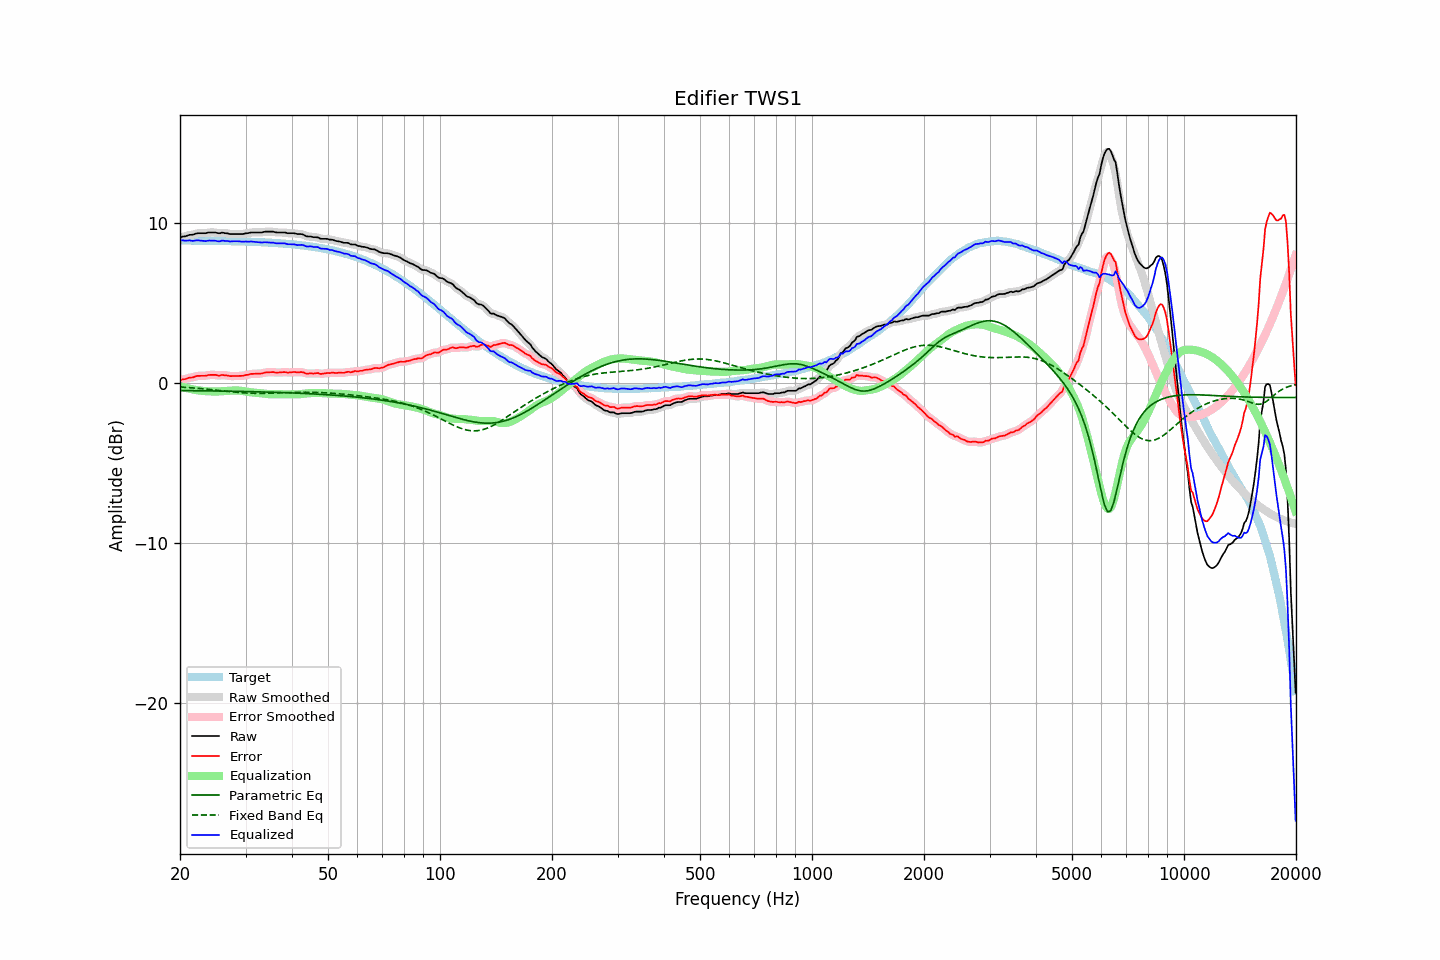 Edifier TWS1
Amplitude (dBr)
10
0
−10
−20
Target
Raw Smoothed
Error Smoothed
Raw
Error
Equalization
Parametric Eq
Fixed Band Eq
Equalized
20 50 100 200 500 1000 2000 5000 10000 20000
Frequency (Hz)